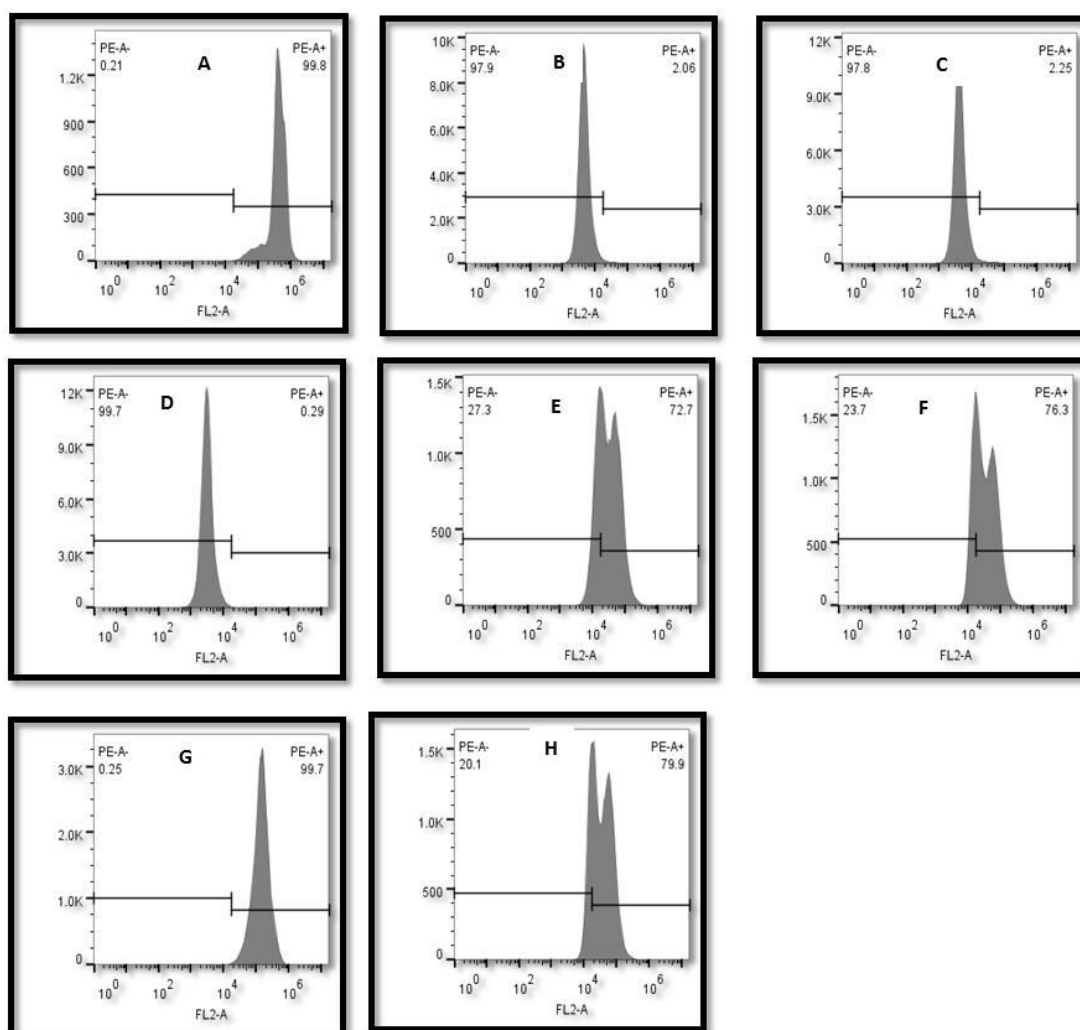 PE-A- PE-A+
0.21 A 99.8
1.2K
900
600
300
0
10^0 10^2 10^4 10^6
FL2-A
PE-A- PE-A+
97.9 B 2.06
10K
8.0K
6.0K
4.0K
2.0K
0
10^0 10^2 10^4 10^6
FL2-A
PE-A- PE-A+
97.8 C 2.25
12K
9.0K
6.0K
3.0K
0
10^0 10^2 10^4 10^6
FL2-A
PE-A- PE-A+
99.7 D 0.29
12K
9.0K
6.0K
3.0K
0
10^0 10^2 10^4 10^6
FL2-A
PE-A- PE-A+
27.3 E 72.7
1.5K
1.0K
500
0
10^0 10^2 10^4 10^6
FL2-A
PE-A- PE-A+
23.7 F 76.3
1.5K
1.0K
500
0
10^0 10^2 10^4 10^6
FL2-A
PE-A- PE-A+
0.25 G 99.7
3.0K
2.0K
1.0K
0
10^0 10^2 10^4 10^6
FL2-A
PE-A- PE-A+
20.1 H 79.9
1.5K
1.0K
500
0
10^0 10^2 10^4 10^6
FL2-A